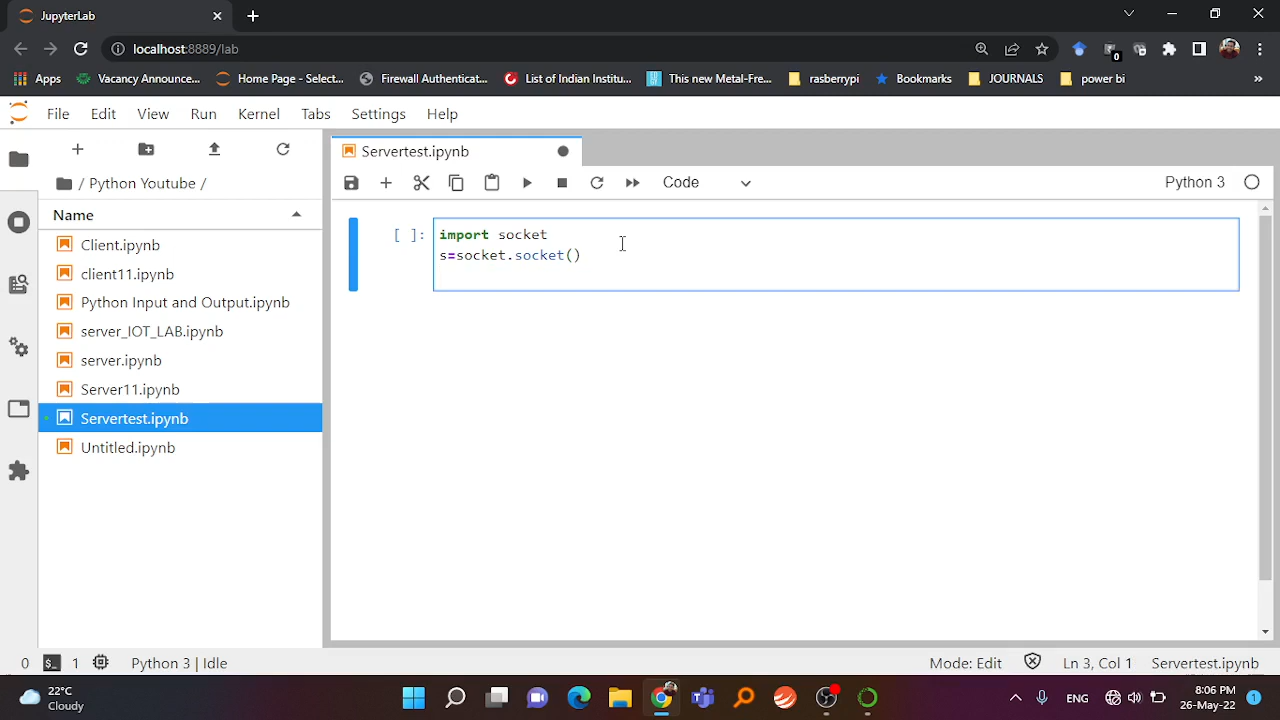 JupyterLab
localhost:8889/lab
0
Apps
Vacancy Announce...
Home Page - Select...
Firewall Authenticat...
List of Indian Institu...
This new Metal-Fre...
rasberrypi
Bookmarks
JOURNALS
power bi
»
File Edit View Run Kernel Tabs Settings Help
Servertest.ipynb
Code
Python 3
/ Python Youtube /
Name
Client.ipynb
client11.ipynb
Python Input and Output.ipynb
server_IOT_LAB.ipynb
server.ipynb
Server11.ipynb
Servertest.ipynb
Untitled.ipynb
[ ]:
import socket
s=socket.socket()
0
$_
1
Python 3 | Idle
Mode: Edit
Ln 3, Col 1
Servertest.ipynb
22°C
Cloudy
ENG
8:06 PM
26-May-22
1